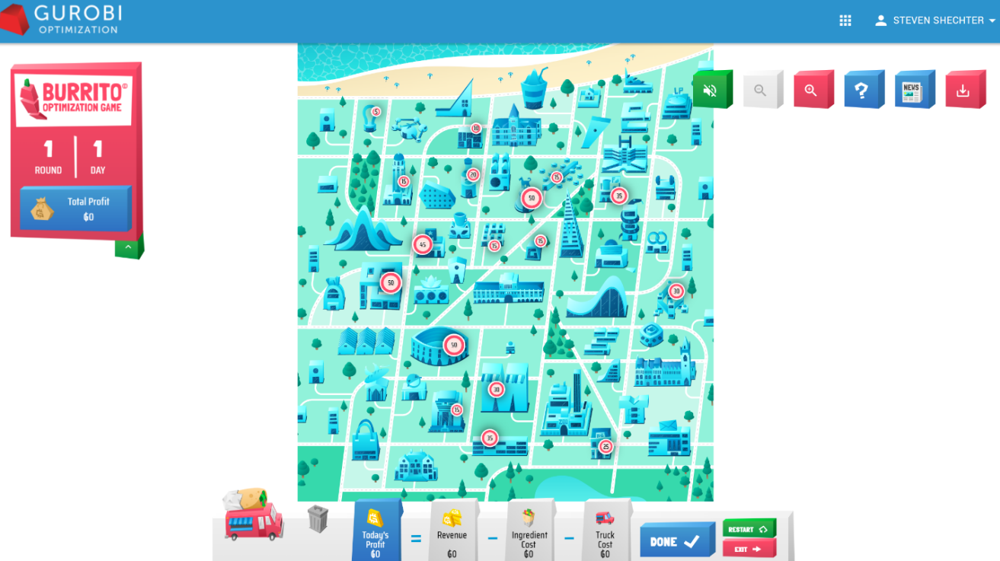 GUROBI
OPTIMIZATION
STEVEN SHECHTER
BURRITO®
OPTIMIZATION GAME
1
ROUND
1
DAY
Total Profit
$0
LP
NEWS
5
10
15
20
15
50
35
45
15
15
50
30
50
30
15
35
25
Today's
Profit
$0
=
Revenue
$0
-
Ingredient
Cost
$0
-
Truck
Cost
$0
DONE
RESTART
EXIT